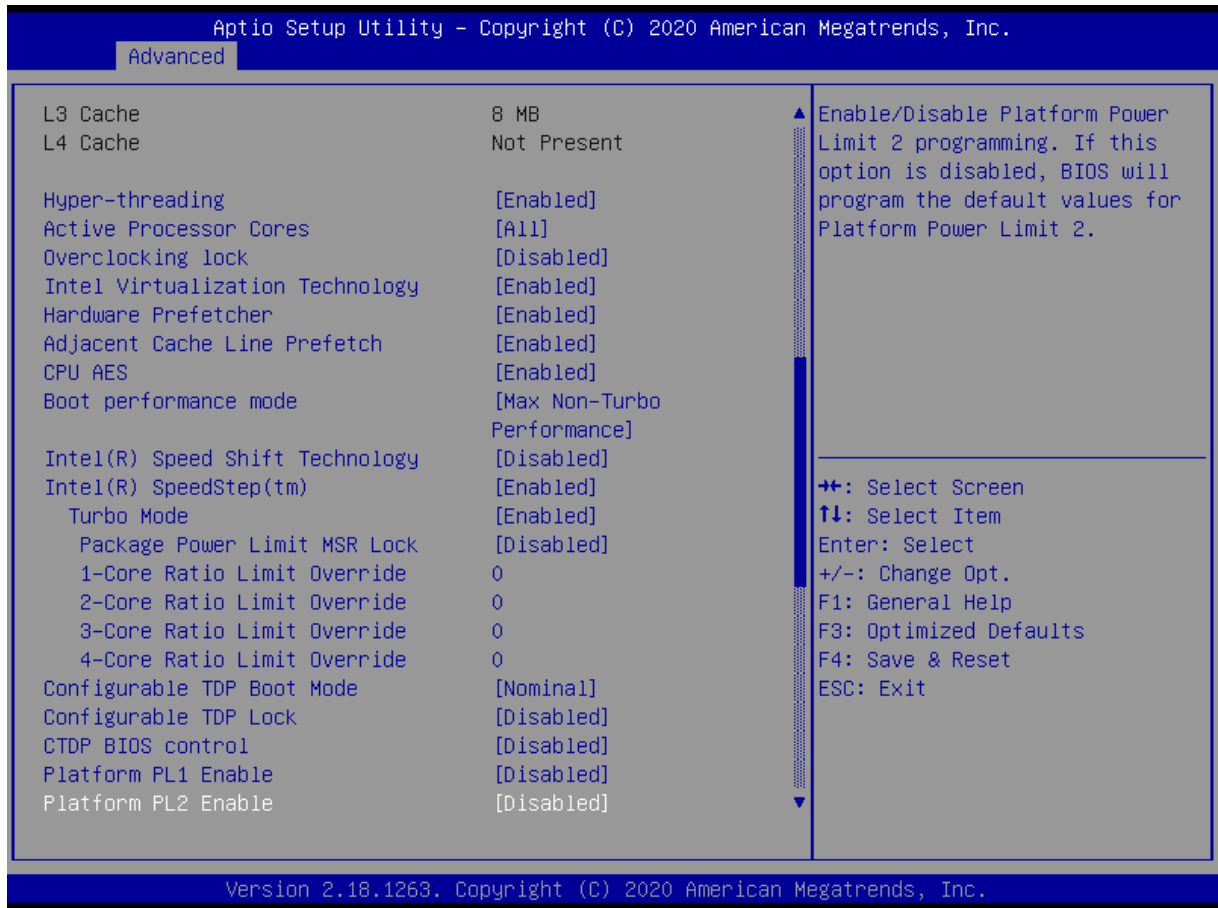 Aptio Setup Utility – Copyright (C) 2020 American Megatrends, Inc.
Advanced
L3 Cache 8 MB
L4 Cache Not Present
Hyper-threading [Enabled]
Active Processor Cores [All]
Overclocking lock [Disabled]
Intel Virtualization Technology [Enabled]
Hardware Prefetcher [Enabled]
Adjacent Cache Line Prefetch [Enabled]
CPU AES [Enabled]
Boot performance mode [Max Non-Turbo
Performance]
Intel(R) Speed Shift Technology [Disabled]
Intel(R) SpeedStep(tm) [Enabled]
Turbo Mode [Enabled]
Package Power Limit MSR Lock [Disabled]
1-Core Ratio Limit Override 0
2-Core Ratio Limit Override 0
3-Core Ratio Limit Override 0
4-Core Ratio Limit Override 0
Configurable TDP Boot Mode [Nominal]
Configurable TDP Lock [Disabled]
CTDP BIOS control [Disabled]
Platform PL1 Enable [Disabled]
Platform PL2 Enable [Disabled]
Enable/Disable Platform Power
Limit 2 programming. If this
option is disabled, BIOS will
program the default values for
Platform Power Limit 2.
→←: Select Screen
↑↓: Select Item
Enter: Select
+/-: Change Opt.
F1: General Help
F3: Optimized Defaults
F4: Save & Reset
ESC: Exit
Version 2.18.1263. Copyright (C) 2020 American Megatrends, Inc.